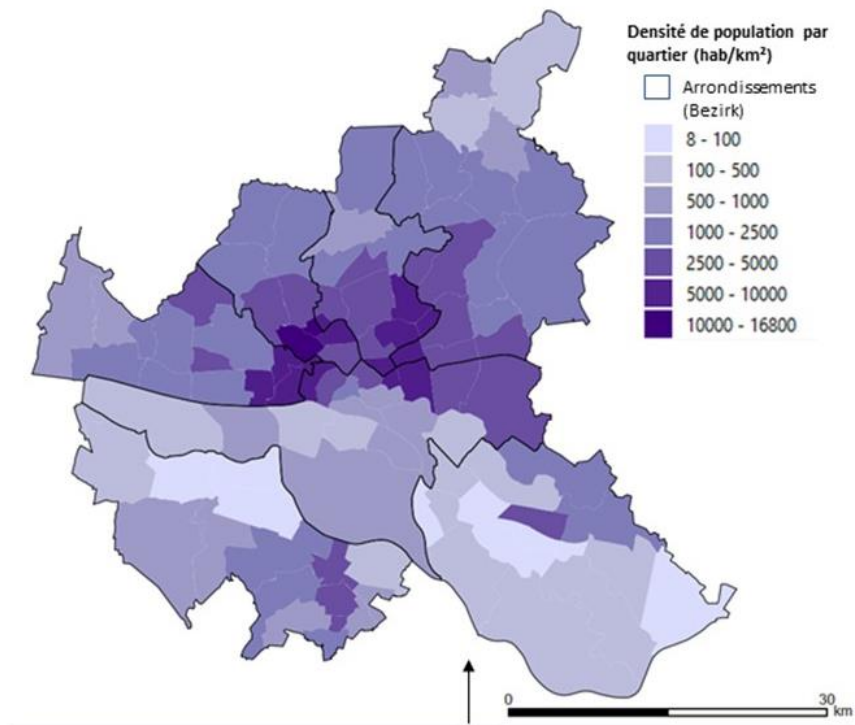 Densité de population par
quartier (hab/km²)
Arrondissements
(Bezirk)
8 - 100
100 - 500
500 - 1000
1000 - 2500
2500 - 5000
5000 - 10000
10000 - 16800
0 30
km